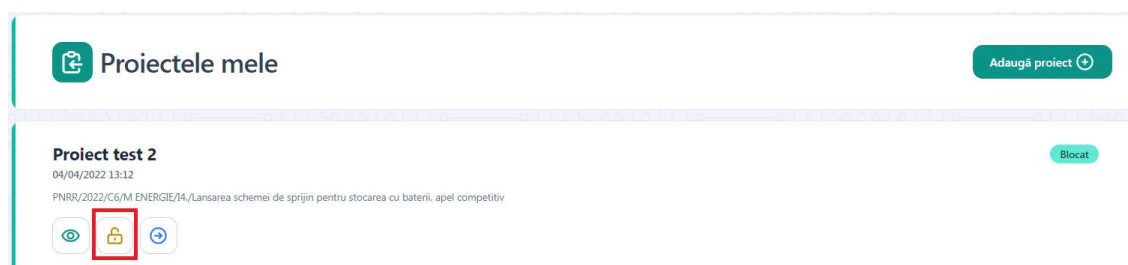 Proiectele mele
Adaugă proiect
Proiect test 2
Blocat
04/04/2022 13:12
PNRR/2022/C6/M ENERGIE/I4./Lansarea schemei de sprijin pentru stocarea cu baterii. apel competitiv